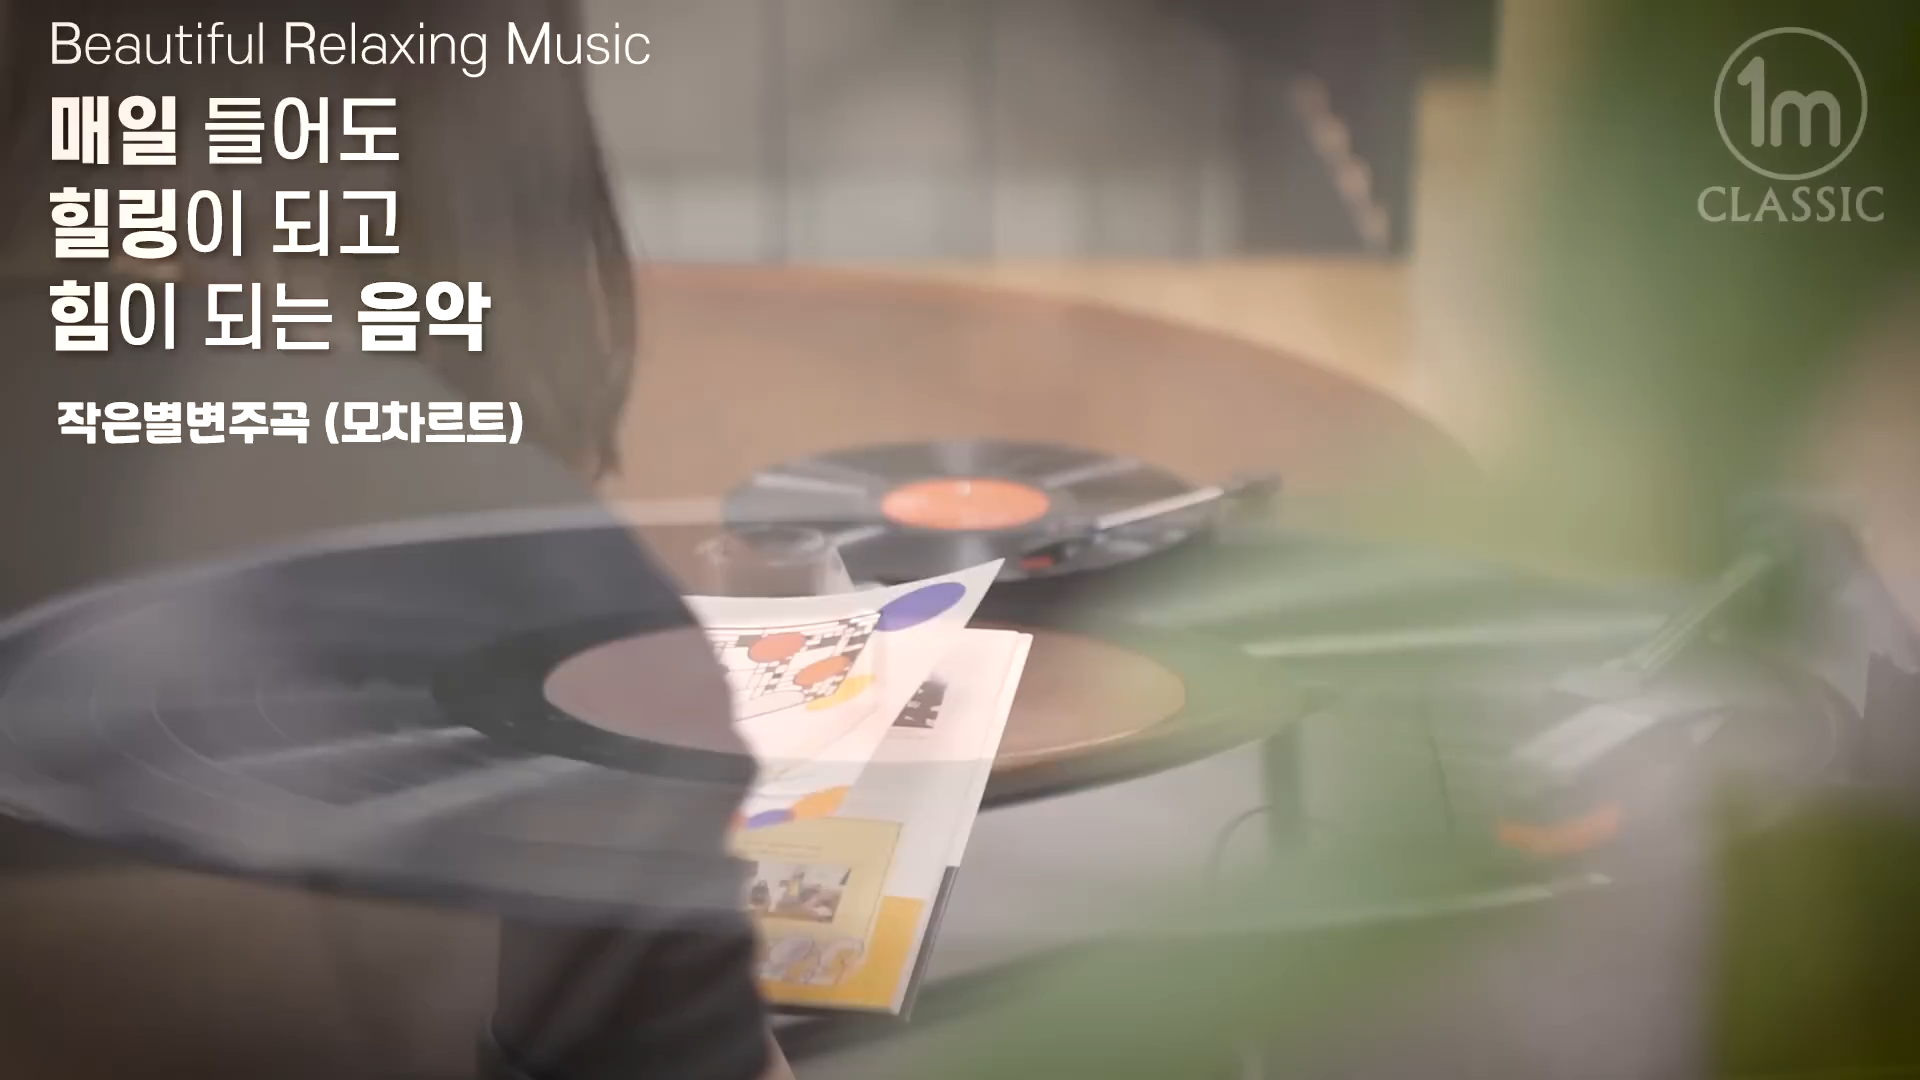 Beautiful Relaxing Music
매일 들어도
힐링이 되고
힘이 되는 음악
작은별변주곡 (모차르트)
1m
CLASSIC